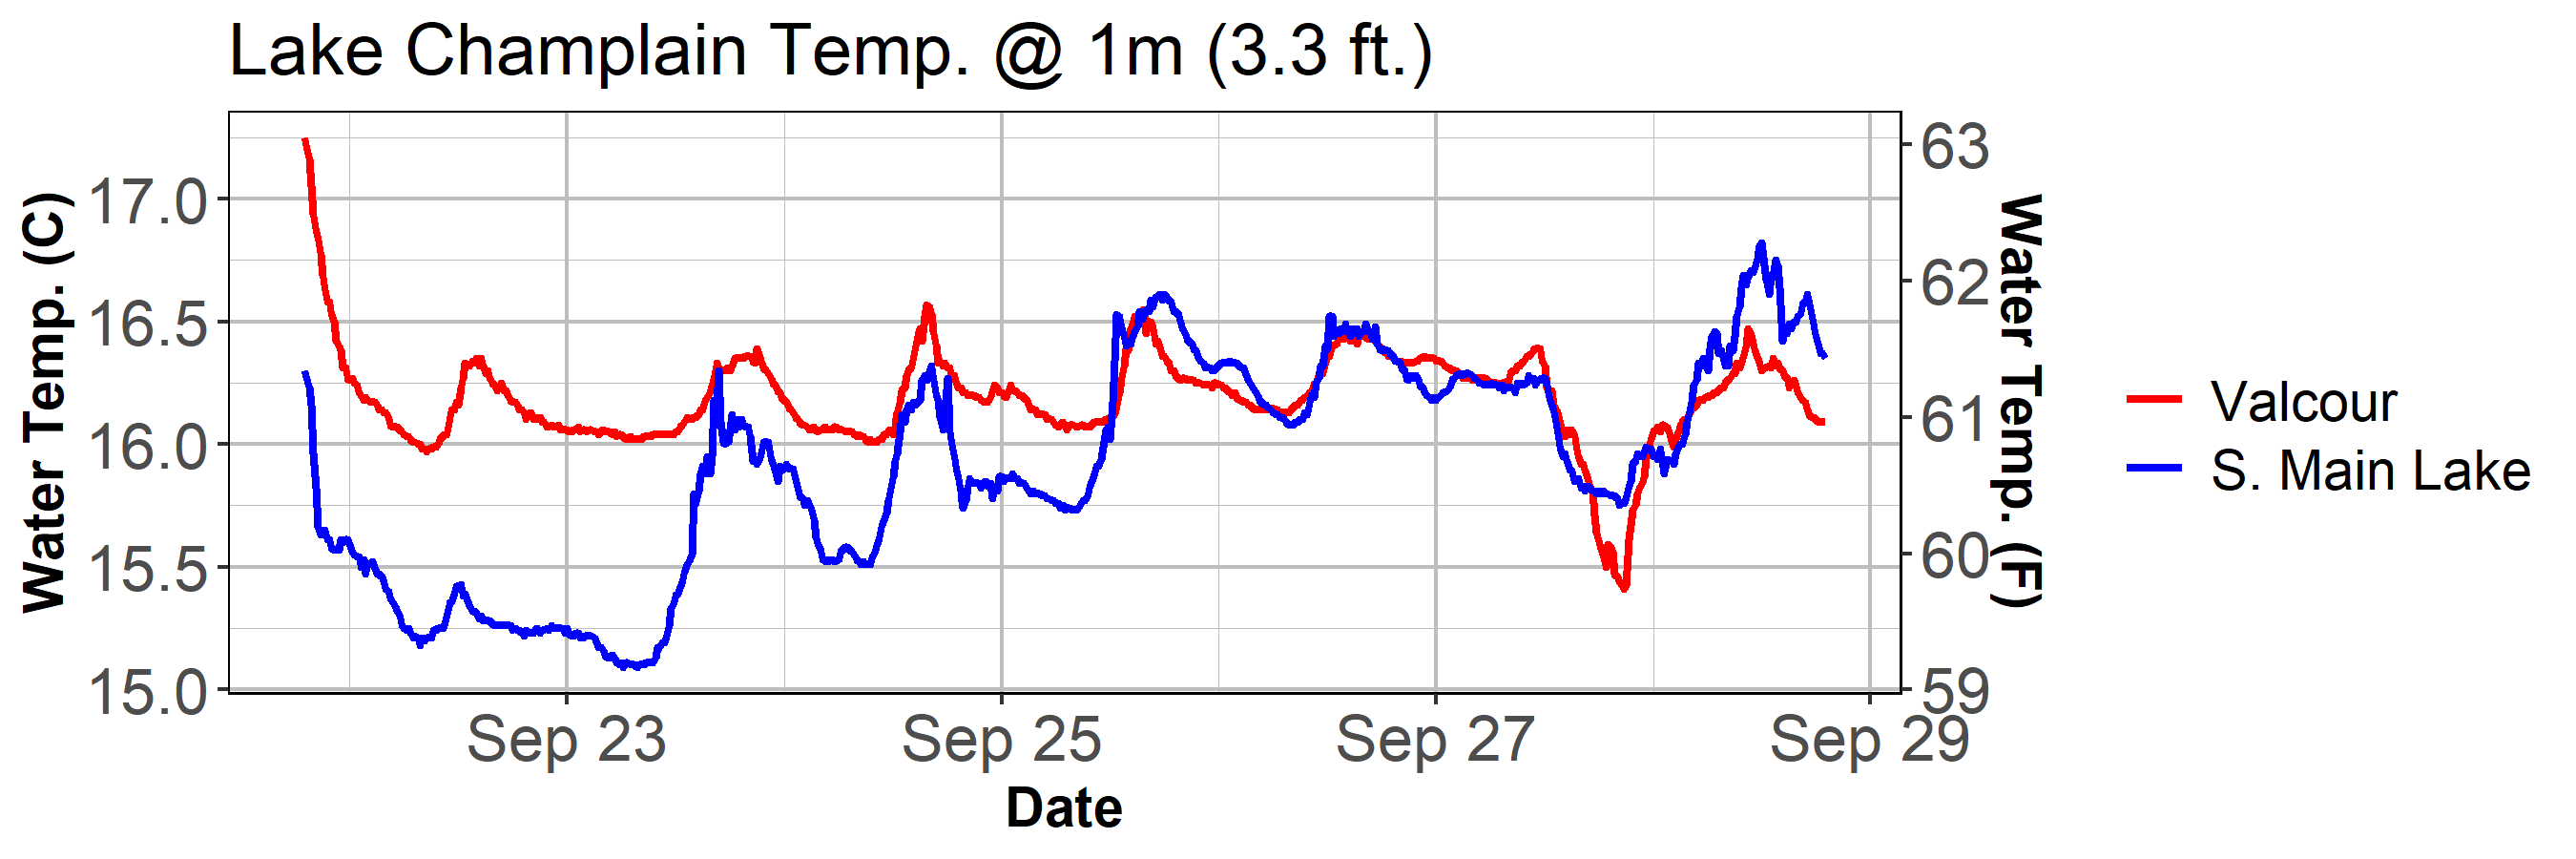 Lake Champlain Temp. @ 1m (3.3 ft.)
Water Temp. (C)
17.0
16.5
16.0
15.5
15.0
63
62
61
60
59
Water Temp. (F)
Sep 23
Sep 25
Sep 27
Sep 29
Date
Valcour
S. Main Lake